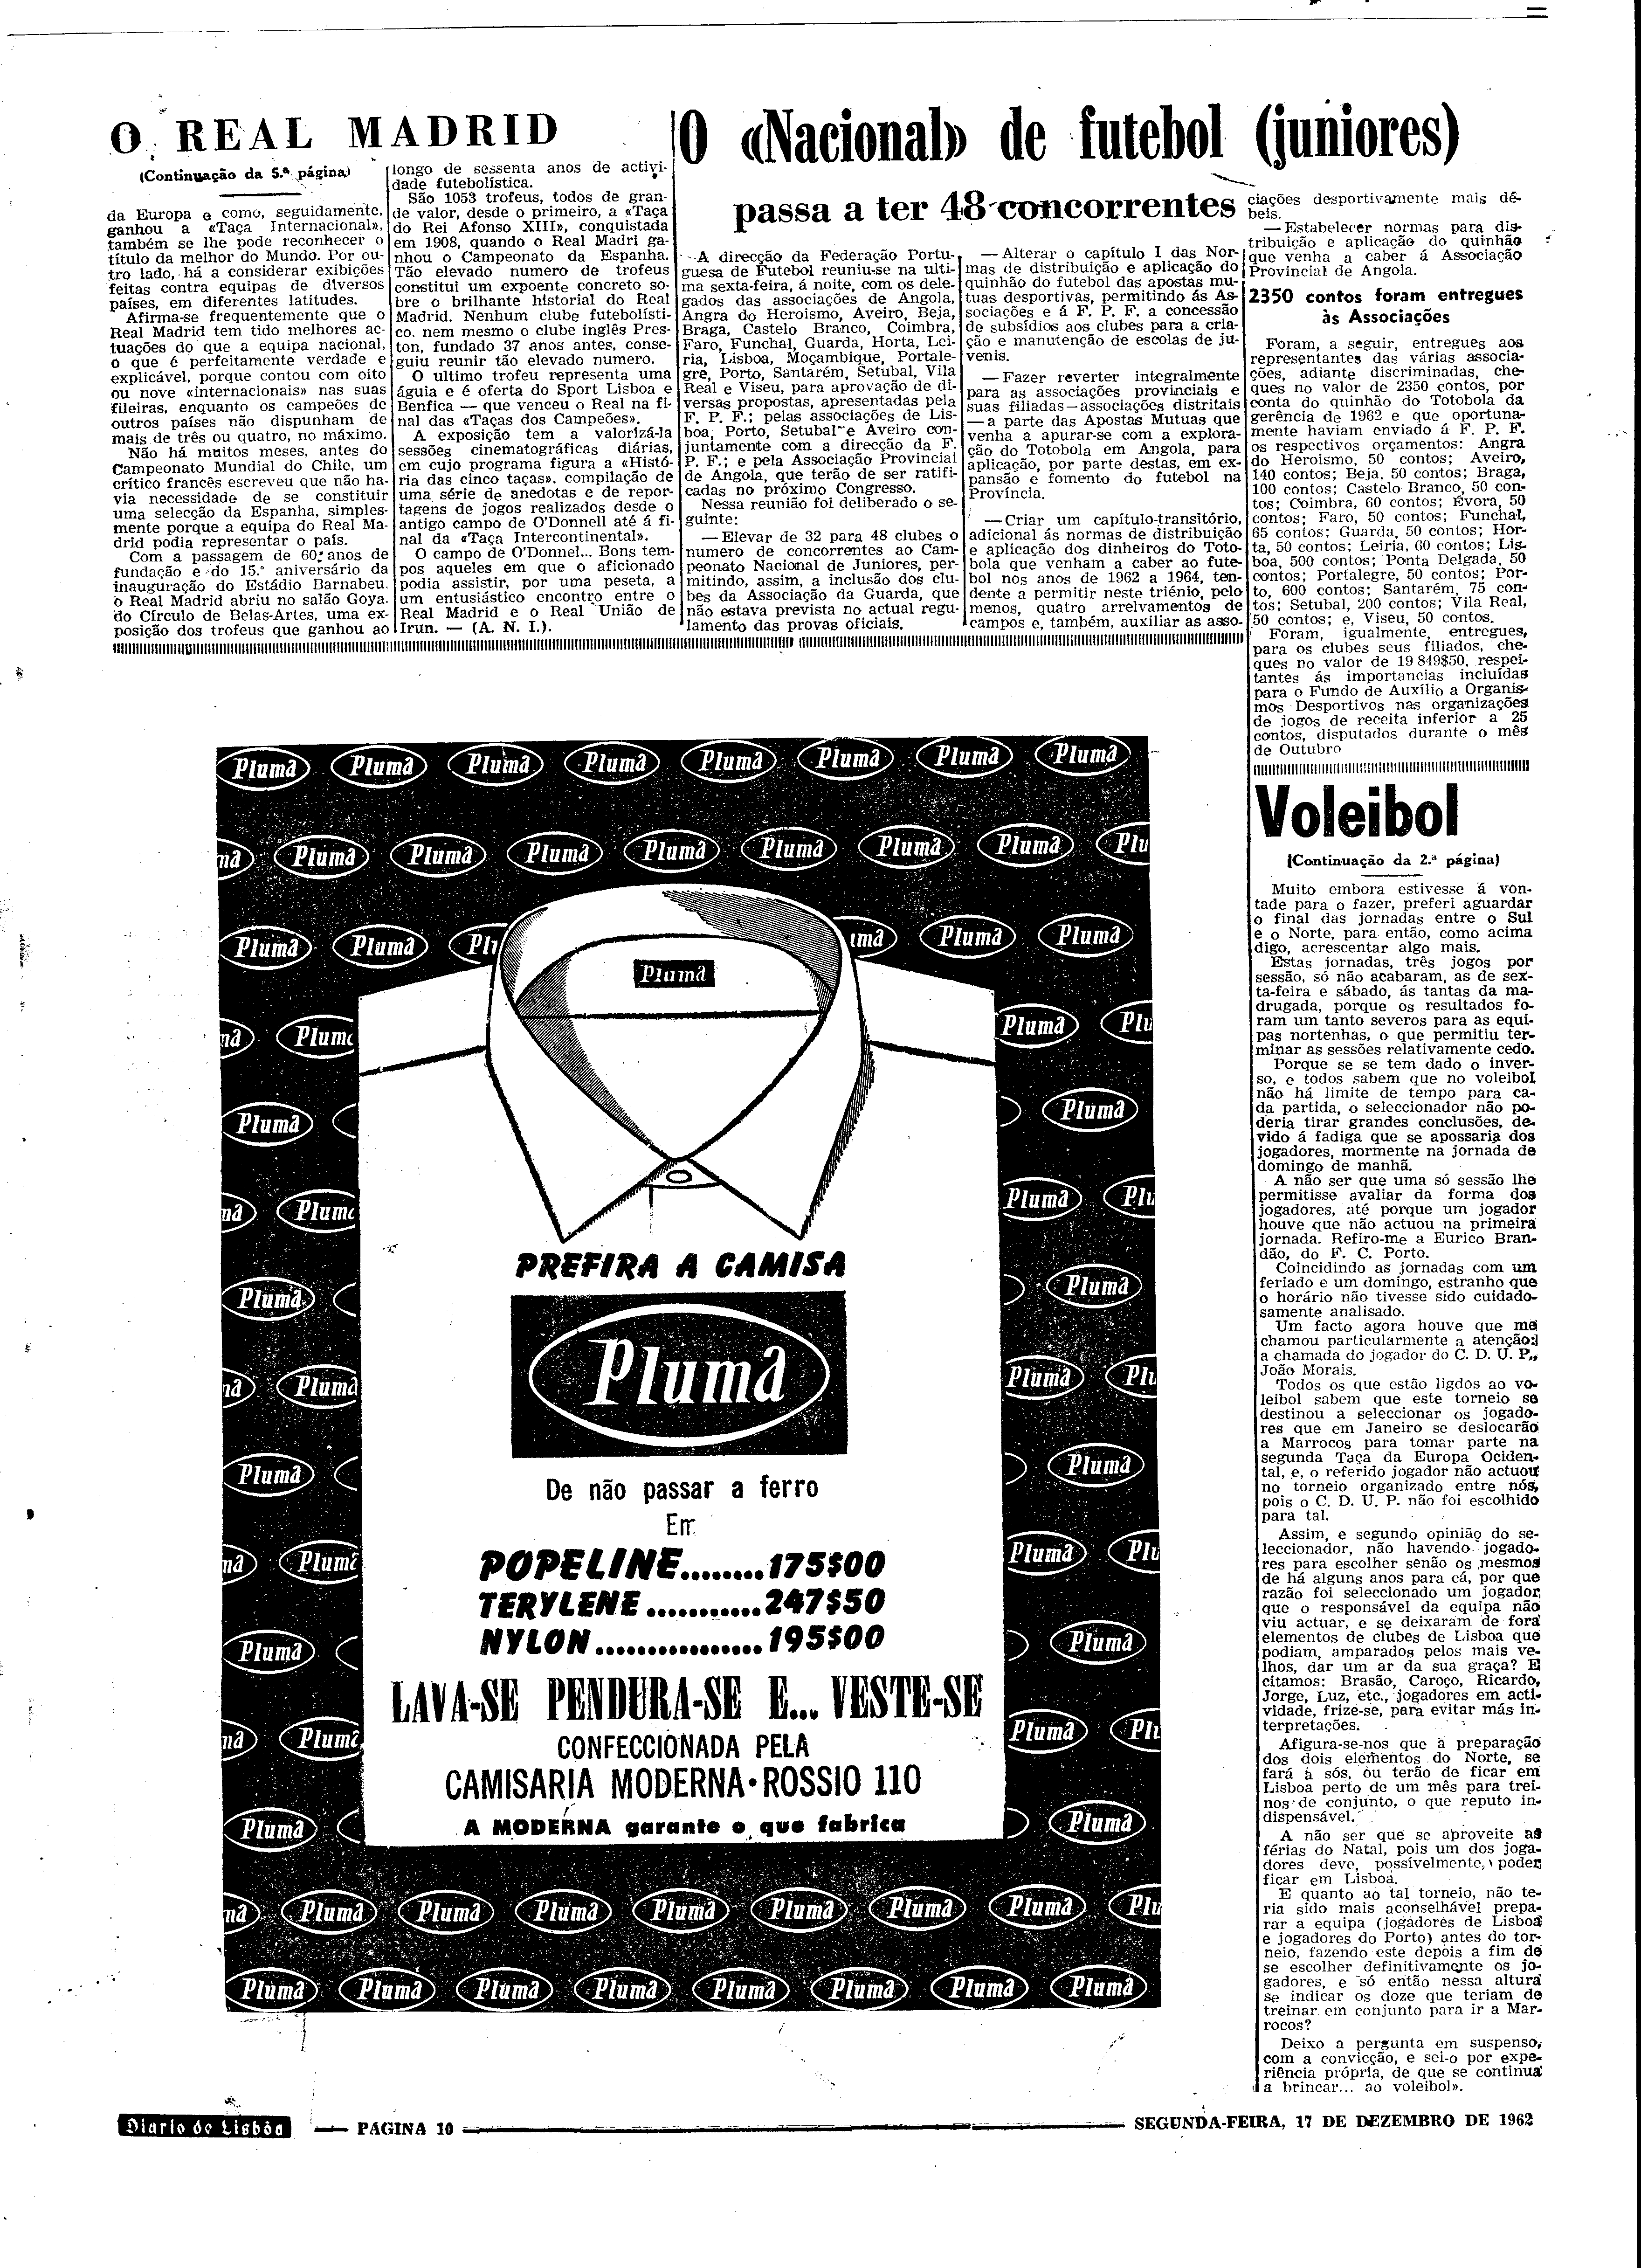 O REAL MADRID
(Continuação da 5.ª página)
da Europa e como, seguidamente,
ganhou a «Taça Internacional»,
também se lhe pode reconhecer o
título da melhor do Mundo. Por ou-
tro lado, há a considerar exibições
feitas contra equipas de diversos
países, em diferentes latitudes.
Afirma-se frequentemente que o
Real Madrid tem tido melhores ac-
tuações do que a equipa nacional,
o que é perfeitamente verdade e
explicável, porque contou com oito
ou nove «internacionais» nas suas
fileiras, enquanto os campeões de
outros países não dispunham de
mais de três ou quatro, no máximo.
Não há muitos meses, antes do
Campeonato Mundial do Chile, um
crítico francês escreveu que não ha-
via necessidade de se constituir
uma selecção da Espanha, simples-
mente porque a equipa do Real Ma-
drid podia representar o país.
Com a passagem de 60.º anos de
fundação e do 15.º aniversário da
inauguração do Estádio Barnabeu,
o Real Madrid abriu no salão Goya,
do Círculo de Belas-Artes, uma ex-
posição dos trofeus que ganhou ao
longo de sessenta anos de activi-
dade futebolística.
São 1053 trofeus, todos de gran-
de valor, desde o primeiro, a «Taça
do Rei Afonso XIII», conquistada
em 1908, quando o Real Madri ga-
nhou o Campeonato da Espanha.
Tão elevado numero de trofeus
constitui um expoente concreto so-
bre o brilhante historial do Real
Madrid. Nenhum clube futebolísti-
co. nem mesmo o clube inglês Pres-
ton, fundado 37 anos antes, conse-
guiu reunir tão elevado numero.
O ultimo trofeu representa uma
águia e é oferta do Sport Lisboa e
Benfica — que venceu o Real na fi-
nal das «Taças dos Campeões».
A exposição tem a valorizá-la
sessões cinematográficas diárias,
em cujo programa figura a «Histó-
ria das cinco taças». compilação de
uma série de anedotas e de repor-
tagens de jogos realizados desde o
antigo campo de O'Donnell até á fi-
nal da «Taça Intercontinental».
O campo de O'Donnel... Bons tem-
pos aqueles em que o aficionado
podia assistir, por uma peseta, a
um entusiástico encontro entre o
Real Madrid e o Real União de
Irun. — (A. N. I.).
O «Nacional» de futebol (juniores)
passa a ter 48 concorrentes
A direcção da Federação Portu-
guesa de Futebol reuniu-se na ulti-
ma sexta-feira, á noite, com os dele-
gados das associações de Angola,
Angra do Heroismo, Aveiro, Beja,
Braga, Castelo Branco, Coimbra,
Faro, Funchal, Guarda, Horta, Lei-
ria, Lisboa, Moçambique, Portale-
gre, Porto, Santarém, Setubal, Vila
Real e Viseu, para aprovação de di-
versas propostas, apresentadas pela
F. P. F.; pelas associações de Lis-
boa, Porto, Setubal e Aveiro con-
juntamente com a direcção da F.
P. F.; e pela Associação Provincial
de Angola, que terão de ser ratifi-
cadas no próximo Congresso.
Nessa reunião foi deliberado o se-
guinte:
— Elevar de 32 para 48 clubes o
numero de concorrentes ao Cam-
peonato Nacional de Juniores, per-
mitindo, assim, a inclusão dos clu-
bes da Associação da Guarda, que
não estava prevista no actual regu-
lamento das provas oficiais.
— Alterar o capítulo I das Nor-
mas de distribuição e aplicação do
quinhão do futebol das apostas mu-
tuas desportivas, permitindo ás As-
sociações e á F. P. F. a concessão
de subsídios aos clubes para a cria-
ção e manutenção de escolas de ju-
venis.
— Fazer reverter integralmente
para as associações provinciais e
suas filiadas — associações distritais
— a parte das Apostas Mutuas que
venha a apurar-se com a explora-
ção do Totobola em Angola, para
aplicação, por parte destas, em ex-
pansão e fomento do futebol na
Província.
— Criar um capítulo-transitório,
adicional ás normas de distribuição
e aplicação dos dinheiros do Toto-
bola que venham a caber ao fute-
bol nos anos de 1962 a 1964, ten-
dente a permitir neste triénio, pelo
menos, quatro arrelvamentos de
campos e, também, auxiliar as asso-
ciações desportivamente mais dé-
beis.
— Estabelecer normas para dis-
tribuição e aplicação do quinhão
que venha a caber á Associação
Provincial de Angola.
2350 contos foram entregues
às Associações
Foram, a seguir, entregues aos
representantes das várias associa-
ções, adiante discriminadas, che-
ques no valor de 2350 contos, por
conta do quinhão do Totobola da
gerência de 1962 e que oportuna-
mente haviam enviado á F. P. F.
os respectivos orçamentos: Angra
do Heroismo, 50 contos; Aveiro,
140 contos; Beja, 50 contos; Braga,
100 contos; Castelo Branco, 50 con-
tos; Coimbra, 60 contos; Évora, 50
contos; Faro, 50 contos; Funchal,
65 contos; Guarda, 50 contos; Hor-
ta, 50 contos; Leiria, 60 contos; Lis-
boa, 500 contos; Ponta Delgada, 50
contos; Portalegre, 50 contos; Por-
to, 600 contos; Santarém, 75 con-
tos; Setubal, 200 contos; Vila Real,
50 contos; e, Viseu, 50 contos.
Foram, igualmente, entregues,
para os clubes seus filiados, che-
ques no valor de 19 849$50, respei-
tantes ás importancias incluídas
para o Fundo de Auxílio a Organis-
mos Desportivos nas organizações
de jogos de receita inferior a 25
contos, disputados durante o mês
de Outubro
Voleibol
(Continuação da 2.ª página)
Muito embora estivesse á von-
tade para o fazer, preferi aguardar
o final das jornadas entre o Sul
e o Norte, para então, como acima
digo, acrescentar algo mais.
Estas jornadas, três jogos por
sessão, só não acabaram, as de sex-
ta-feira e sábado, ás tantas da ma-
drugada, porque os resultados fo-
ram um tanto severos para as equi-
pas nortenhas, o que permitiu ter-
minar as sessões relativamente cedo.
Porque se se tem dado o inver-
so, e todos sabem que no voleibol
não há limite de tempo para ca-
da partida, o seleccionador não po-
deria tirar grandes conclusões, de-
vido á fadiga que se apossaria dos
jogadores, mormente na jornada de
domingo de manhã.
A não ser que uma só sessão lhe
permitisse avaliar da forma dos
jogadores, até porque um jogador
houve que não actuou na primeira
jornada. Refiro-me a Eurico Bran-
dão, do F. C. Porto.
Coincidindo as jornadas com um
feriado e um domingo, estranho que
o horário não tivesse sido cuidado-
samente analisado.
Um facto agora houve que me
chamou particularmente a atenção:
a chamada do jogador do C. D. U. P.,
João Morais.
Todos os que estão ligdos ao vo-
leibol sabem que este torneio se
destinou a seleccionar os jogado-
res que em Janeiro se deslocarão
a Marrocos para tomar parte na
segunda Taça da Europa Ociden-
tal, e, o referido jogador não actuou
no torneio organizado entre nós,
pois o C. D. U. P. não foi escolhido
para tal.
Assim, e segundo opinião do se-
leccionador, não havendo jogado-
res para escolher senão os mesmos
de há alguns anos para cá, por que
razão foi seleccionado um jogador
que o responsável da equipa não
viu actuar, e se deixaram de fora
elementos de clubes de Lisboa que
podiam, amparados pelos mais ve-
lhos, dar um ar da sua graça? E
citamos: Brasão, Caroço, Ricardo,
Jorge, Luz, etc., jogadores em acti-
vidade, frize-se, para evitar más in-
terpretações.
Afigura-se-nos que a preparação
dos dois elementos do Norte, se
fará à sós, ou terão de ficar em
Lisboa perto de um mês para trei-
nos de conjunto, o que reputo in-
dispensável.
A não ser que se aproveite as
férias do Natal, pois um dos joga-
dores deve, possivelmente, poder
ficar em Lisboa.
E quanto ao tal torneio, não te-
ria sido mais aconselhável prepa-
rar a equipa (jogadores de Lisboa
e jogadores do Porto) antes do tor-
neio, fazendo este depois a fim de
se escolher definitivamente os jo-
gadores, e só então nessa altura
se indicar os doze que teriam de
treinar em conjunto para ir a Mar-
rocos?
Deixo a pergunta em suspenso,
com a convicção, e sei-o por expe-
riência própria, de que se continua
a brincar... ao voleibol».
Pluma
PREFIRA A CAMISA
Pluma
De não passar a ferro
Em
POPELINE........175$00
TERYLENE...........247$50
NYLON................195$00
LAVA-SE PENDURA-SE E... VESTE-SE
CONFECCIONADA PELA
CAMISARIA MODERNA·ROSSIO 110
A MODERNA garante o que fabrica
Diario de Lisbôa
PAGINA 10
SEGUNDA-FEIRA, 17 DE DEZEMBRO DE 1962